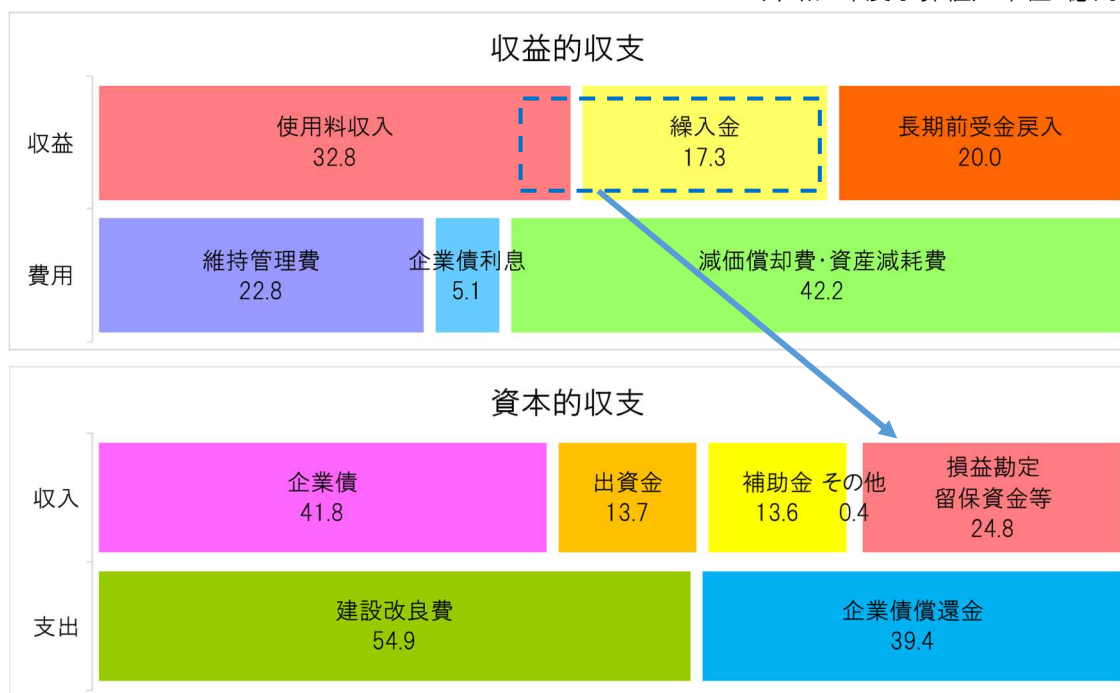 収益的収支
収益
使用料収入
32.8
繰入金
17.3
長期前受金戻入
20.0
費用
維持管理費
22.8
企業債利息
5.1
減価償却費・資産減耗費
42.2
資本的収支
収入
企業債
41.8
出資金
13.7
補助金
13.6
その他
0.4
損益勘定
留保資金等
24.8
支出
建設改良費
54.9
企業債償還金
39.4